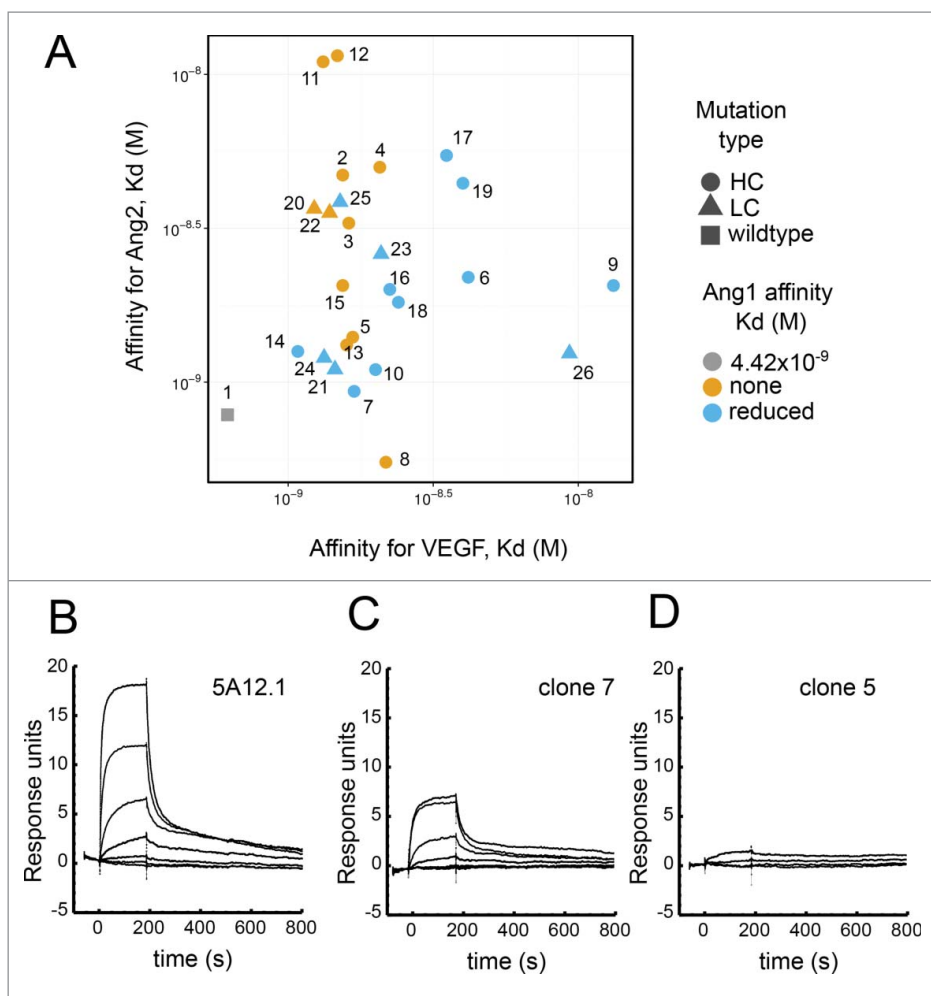 A
Affinity for Ang2, Kd (M)
10⁻⁸
10⁻⁸·⁵
10⁻⁹
11
12
2
4
17
20
25
19
22
3
23
9
16
6
15
18
14
5
13
24
10
26
21
1
7
8
10⁻⁹
10⁻⁸·⁵
10⁻⁸
Affinity for VEGF, Kd (M)
Mutation
type
HC
LC
wildtype
Ang1 affinity
Kd (M)
4.42x10⁻⁹
none
reduced
B
5A12.1
Response units
20
15
10
5
0
-5
0 200 400 600 800
time (s)
C
clone 7
Response units
20
15
10
5
0
-5
0 200 400 600 800
time (s)
D
clone 5
Response units
20
15
10
5
0
-5
0 200 400 600 800
time (s)